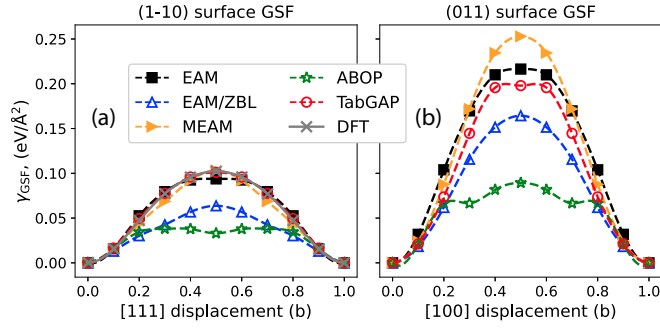 (1-10) surface GSF
(011) surface GSF
γGSF, (eV/Å²)
0.25
0.20
0.15
0.10
0.05
0.00
(a)
(b)
EAM
EAM/ZBL
MEAM
ABOP
TabGAP
DFT
0.0 0.2 0.4 0.6 0.8 1.0
0.0 0.2 0.4 0.6 0.8 1.0
[111] displacement (b)
[100] displacement (b)